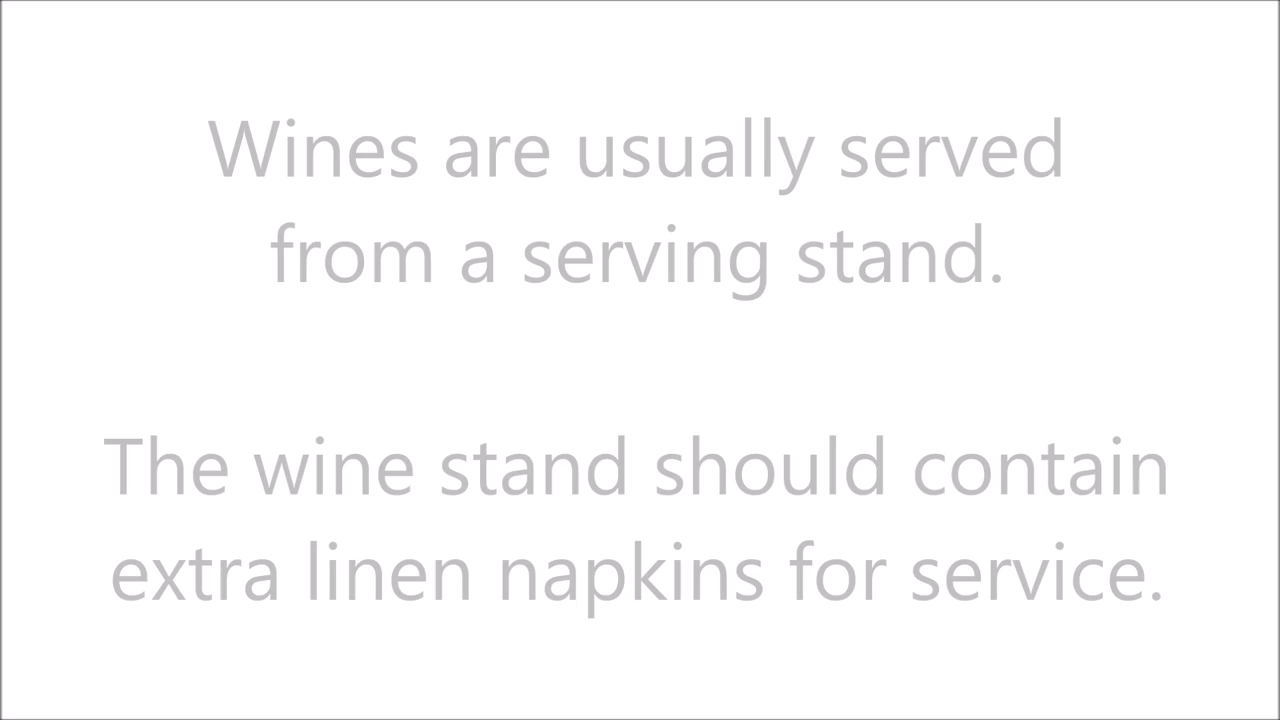 Wines are usually served
from a serving stand.
The wine stand should contain
extra linen napkins for service.